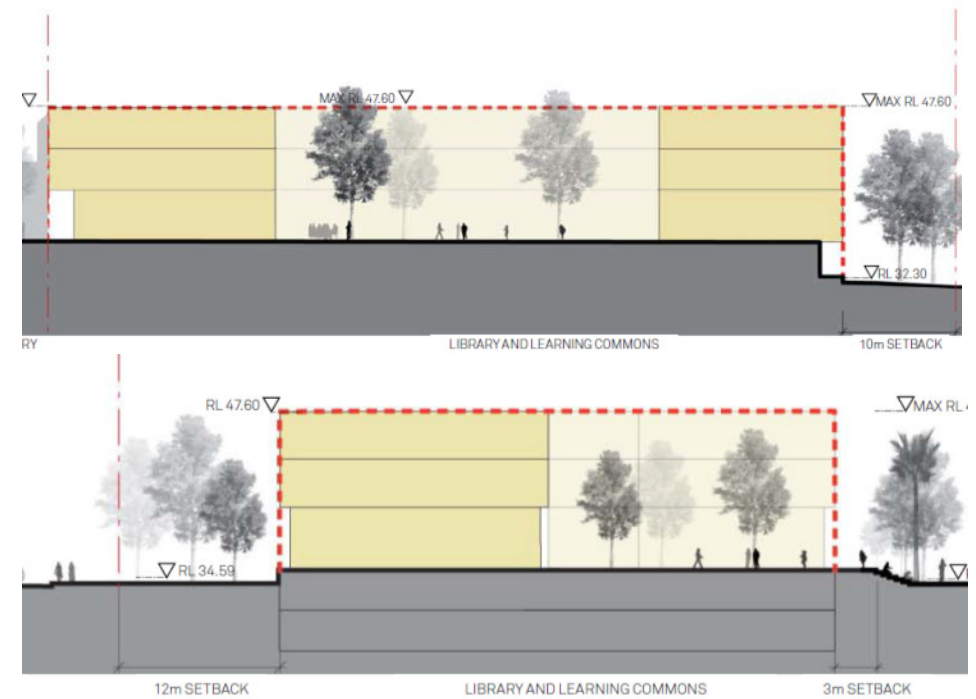 MAX RL 47.60
MAX RL 47.60
RL 32.30
RY
LIBRARY AND LEARNING COMMONS
10m SETBACK
RL 47.60
MAX RL 4
RL 34.59
12m SETBACK
LIBRARY AND LEARNING COMMONS
3m SETBACK